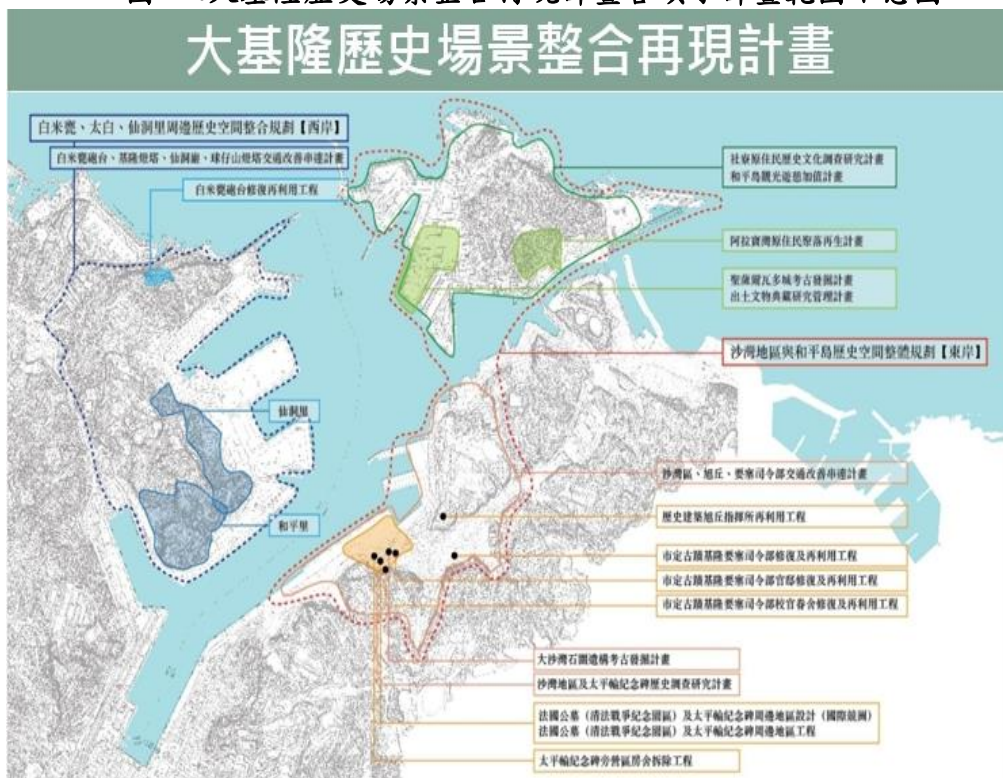 大基隆歷史場景整合再現計畫
白米甕、太白、仙洞里周邊歷史空間整合規劃【西岸】
白米甕砲台、基隆燈塔、仙洞廟、球仔山燈塔交通改善串連計畫
白米甕砲台修復再利用工程
仙洞里
和平里
社寮原住民歷史文化調查研究計畫
和平島觀光遊憩加值計畫
阿拉寶灣原住民聚落再生計畫
聖薩爾瓦多城考古發掘計畫
出土文物典藏研究管理計畫
沙灣地區與和平島歷史空間整體規劃【東岸】
沙灣區、旭丘、要塞司令部交通改善串連計畫
歷史建築旭丘指揮所再利用工程
市定古蹟基隆要塞司令部修復及再利用工程
市定古蹟基隆要塞司令部官邸修復及再利用工程
市定古蹟基隆要塞司令部校官眷舍修復及再利用工程
大沙灣石圍遺構考古發掘計畫
沙灣地區及太平輪紀念碑歷史調查研究計畫
法國公墓（清法戰爭紀念園區）及太平輪紀念碑周邊地區設計（國際競圖）
法國公墓（清法戰爭紀念園區）及太平輪紀念碑周邊地區工程
太平輪紀念碑旁營區房舍拆除工程